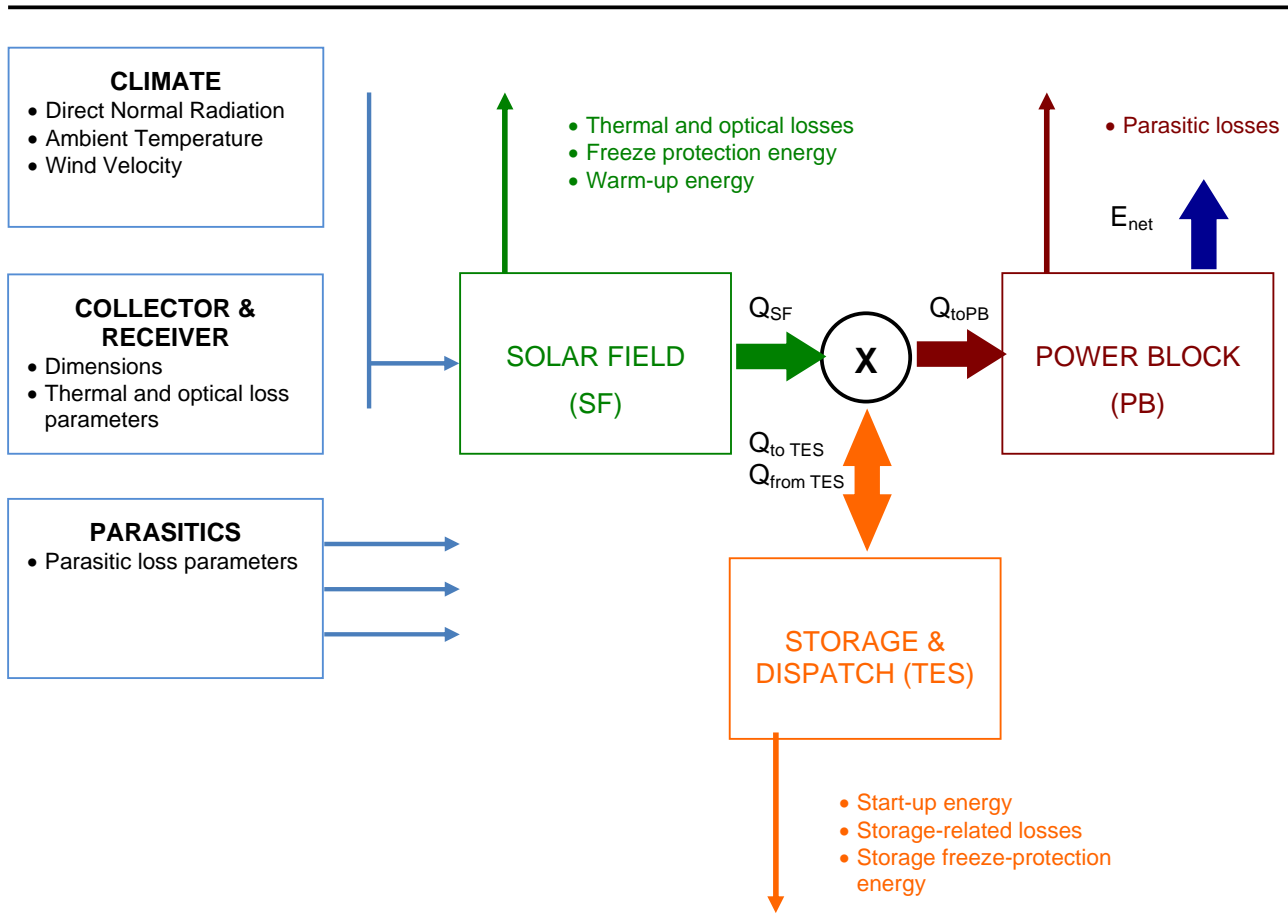 CLIMATE
• Direct Normal Radiation
• Ambient Temperature
• Wind Velocity
COLLECTOR &
RECEIVER
• Dimensions
• Thermal and optical loss
parameters
PARASITICS
• Parasitic loss parameters
• Thermal and optical losses
• Freeze protection energy
• Warm-up energy
SOLAR FIELD
(SF)
QSF
X
QtoPB
Q to TES
Qfrom TES
• Parasitic losses
Enet
POWER BLOCK
(PB)
STORAGE &
DISPATCH (TES)
• Start-up energy
• Storage-related losses
• Storage freeze-protection
energy